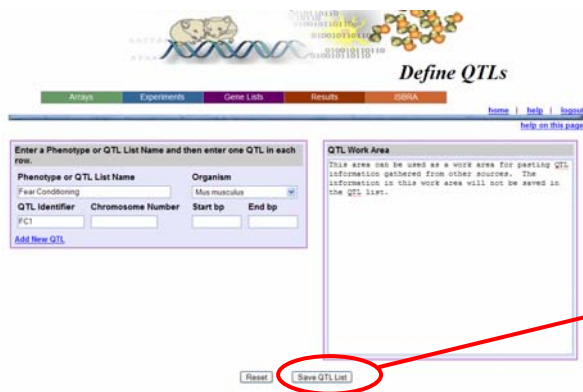 010010110110
010010110110
Define QTLs
Arrays Experiments Gene Lists Results ISBRA
home | help | logout
help on this page
Enter a Phenotype or QTL List Name and then enter one QTL in each row.
Phenotype or QTL List Name Organism
Fear Conditioning Mus musculus
QTL Identifier Chromosome Number Start bp End bp
FC1
Add New QTL
QTL Work Area
This area can be used as a work area for pasting QTL
information gathered from other sources. The
information in this work area will not be saved in
the QTL list.
Reset Save QTL List